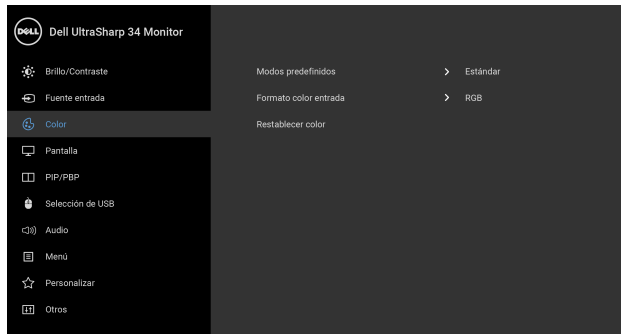 DELL Dell UltraSharp 34 Monitor
Brillo/Contraste
Fuente entrada
Color
Pantalla
PIP/PBP
Selección de USB
Audio
Menú
Personalizar
Otros
Modos predefinidos > Estándar
Formato color entrada > RGB
Restablecer color